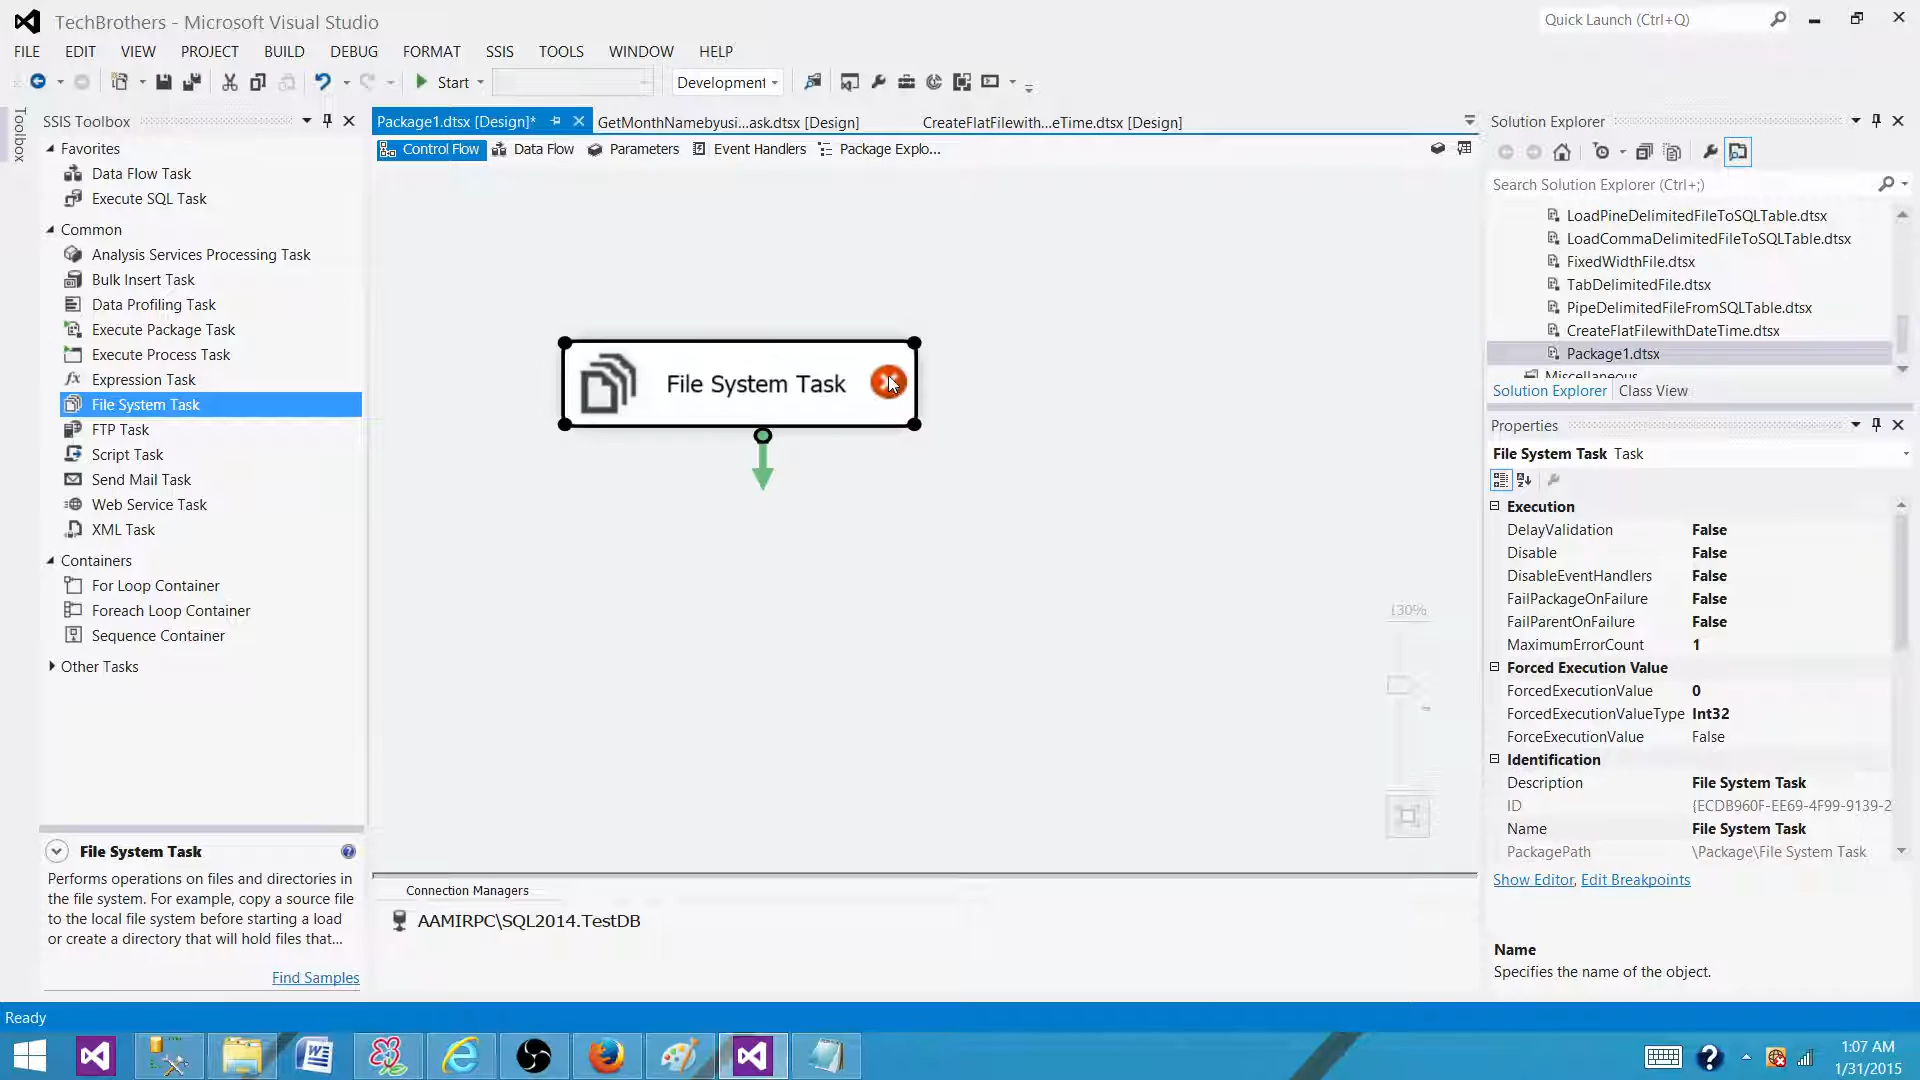 TechBrothers - Microsoft Visual Studio
Quick Launch (Ctrl+Q)
FILE EDIT VIEW PROJECT BUILD DEBUG FORMAT SSIS TOOLS WINDOW HELP
Start
Development
Toolbox
SSIS Toolbox
Favorites
Data Flow Task
Execute SQL Task
Common
Analysis Services Processing Task
Bulk Insert Task
Data Profiling Task
Execute Package Task
Execute Process Task
Expression Task
File System Task
FTP Task
Script Task
Send Mail Task
Web Service Task
XML Task
Containers
For Loop Container
Foreach Loop Container
Sequence Container
Other Tasks
File System Task
Performs operations on files and directories in
the file system. For example, copy a source file
to the local file system before starting a load
or create a directory that will hold files that...
Find Samples
Package1.dtsx [Design]* GetMonthNamebyusi...ask.dtsx [Design] CreateFlatFilewith...eTime.dtsx [Design]
Control Flow Data Flow Parameters Event Handlers Package Explo...
File System Task
130%
Connection Managers
AAMIRPC\SQL2014.TestDB
Solution Explorer
Search Solution Explorer (Ctrl+;)
LoadPineDelimitedFileToSQLTable.dtsx
LoadCommaDelimitedFileToSQLTable.dtsx
FixedWidthFile.dtsx
TabDelimitedFile.dtsx
PipeDelimitedFileFromSQLTable.dtsx
CreateFlatFilewithDateTime.dtsx
Package1.dtsx
Miscellaneous
Solution Explorer Class View
Properties
File System Task Task
Execution
DelayValidation False
Disable False
DisableEventHandlers False
FailPackageOnFailure False
FailParentOnFailure False
MaximumErrorCount 1
Forced Execution Value
ForcedExecutionValue 0
ForcedExecutionValueType Int32
ForceExecutionValue False
Identification
Description File System Task
ID {ECDB960F-EE69-4F99-9139-2
Name File System Task
PackagePath \Package\File System Task
Show Editor, Edit Breakpoints
Name
Specifies the name of the object.
Ready
1:07 AM
1/31/2015